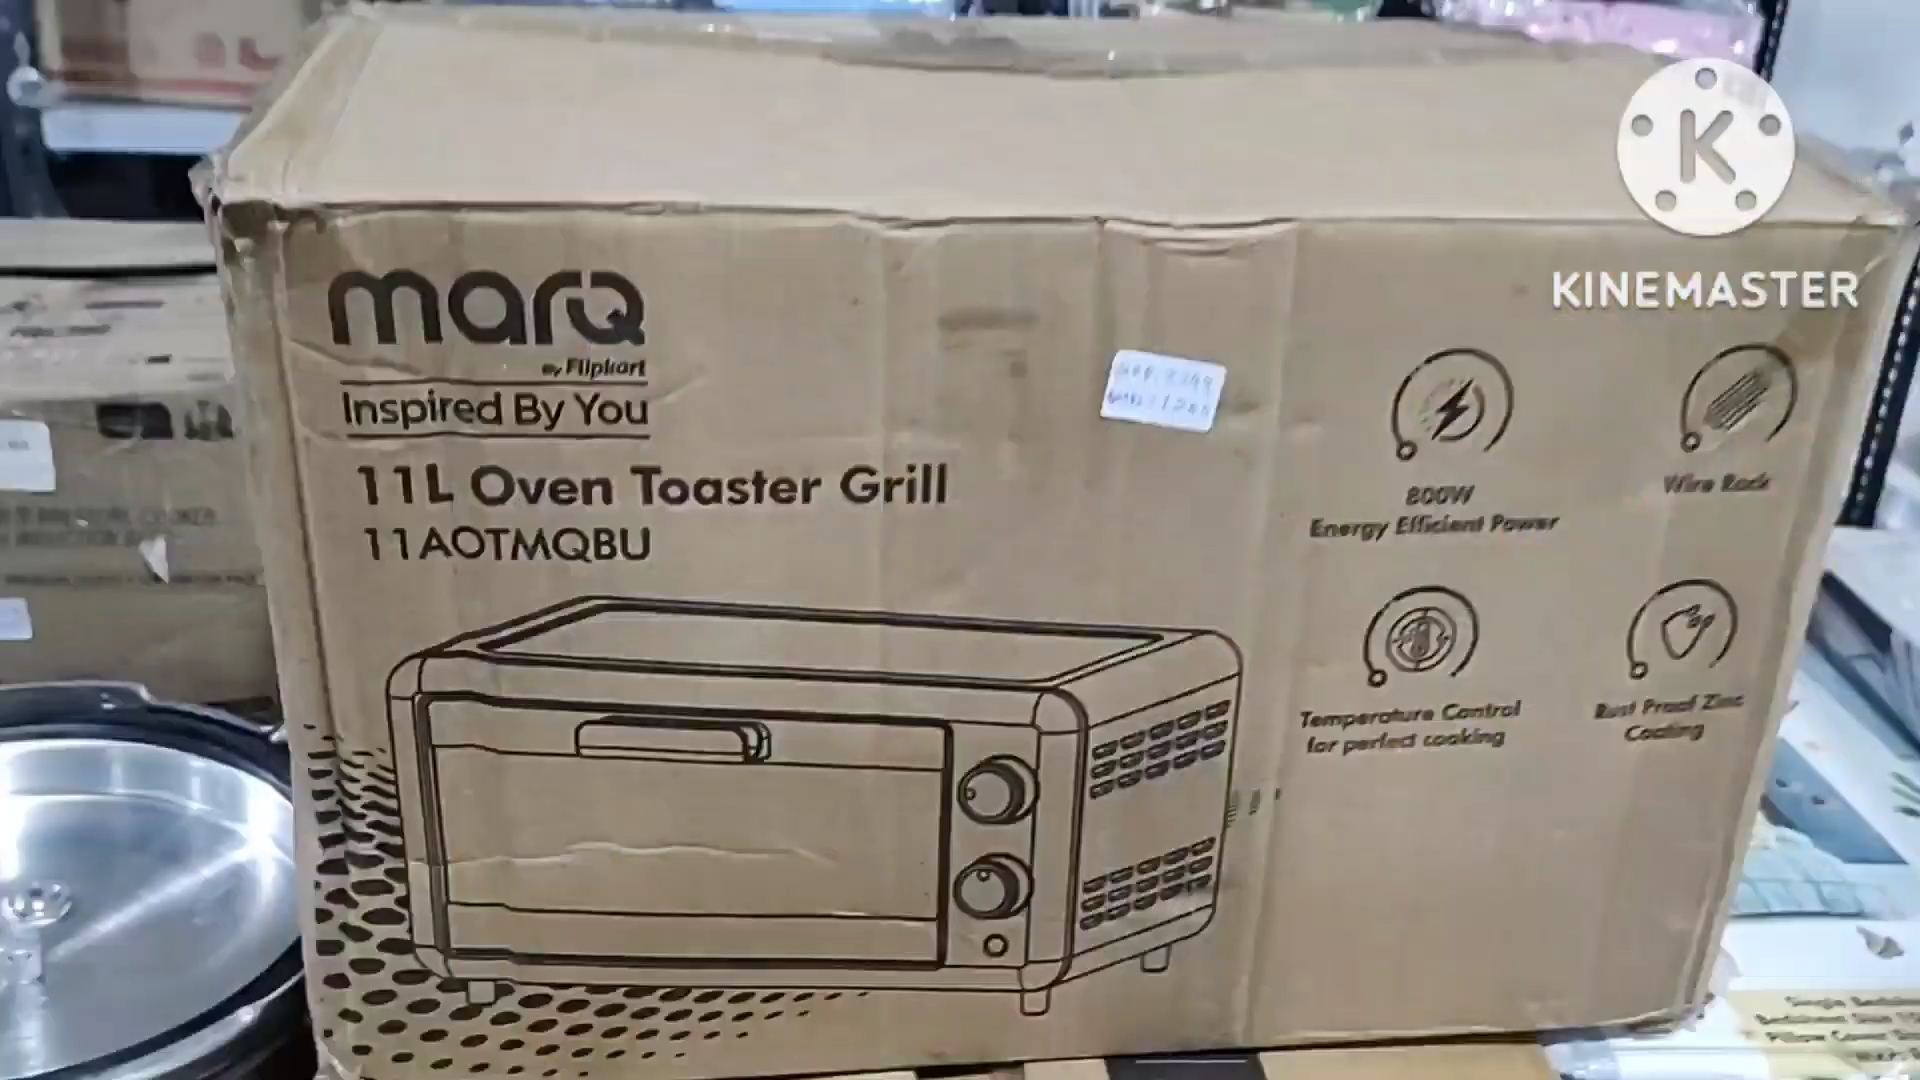 marQ
By Flipkart
Inspired By You
11L Oven Toaster Grill
11AOTMQBU
KINEMASTER
800W
Energy Efficient Power
Wire Rack
Temperature Control
for perfect cooking
Rust Proof Zinc
Coating